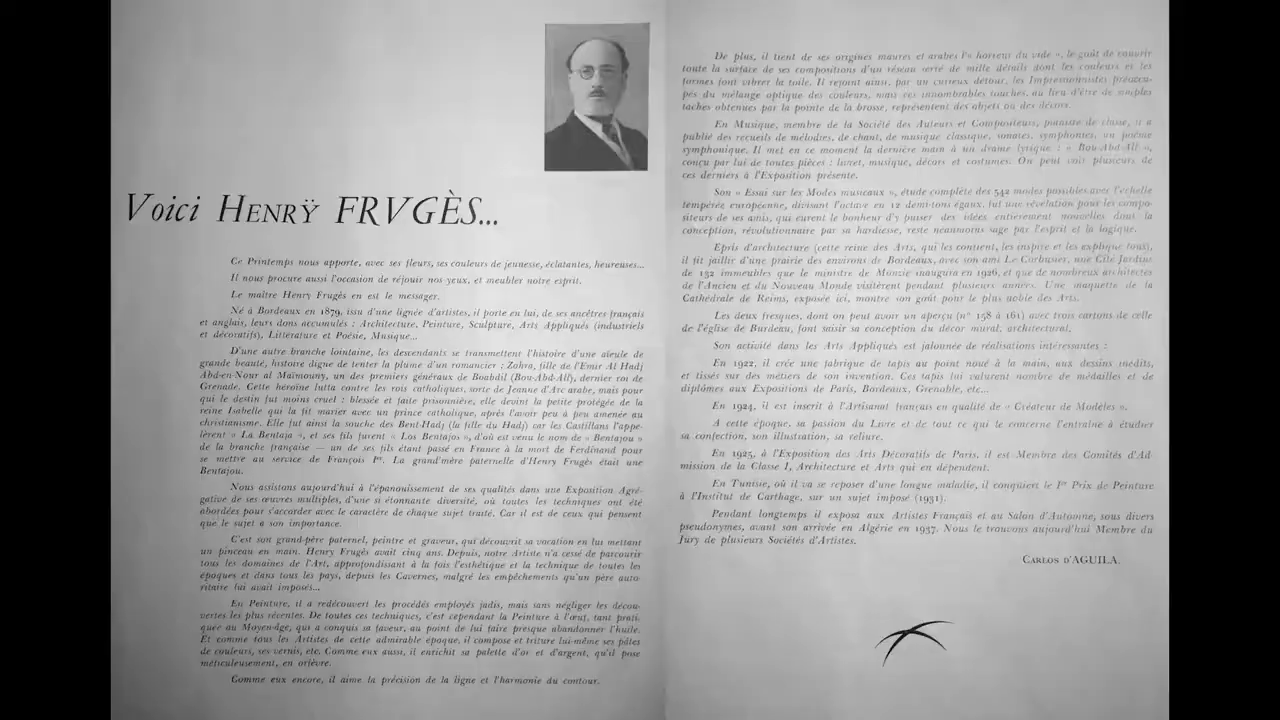 Voici HENRŸ FRVGÈS...
Ce Printemps nous apporte, avec ses fleurs, ses couleurs de jeunesse, éclatantes, heureuses...
Il nous procure aussi l'occasion de réjouir nos yeux, et meubler notre esprit.
Le maître Henry Frugès en est le messager.
Né à Bordeaux en 1879, issu d'une lignée d'artistes, il porte en lui, de ses ancêtres français
et anglais, leurs dons accumulés : Architecture, Peinture, Sculpture, Arts Appliqués (industriels
et décoratifs), Littérature et Poésie, Musique...
D'une autre branche lointaine, les descendants se transmettent l'histoire d'une aïeule de
grande beauté, histoire digne de tenter la plume d'un romancier : Zohra, fille de l'Emir Al Hadj
Abd-en-Nour al Maïmouny, un des premiers généraux de Boabdil (Bou-Abd-All), dernier roi de
Grenade. Cette héroïne lutta contre les rois catholiques, sorte de Jeanne d'Arc arabe, mais pour
qui le destin fut moins cruel : blessée et faite prisonnière, elle devint la petite protégée de la
reine Isabelle qui la fit marier avec un prince catholique, après l'avoir peu à peu amenée au
christianisme. Elle fut ainsi la souche des Bent-Hadj (la fille du Hadj) car les Castillans l'appe-
lèrent « La Bentaja », et ses fils furent « Los Bentajos », d'où est venu le nom de « Bentajou »
de la branche française — un de ses fils étant passé en France à la mort de Ferdinand pour
se mettre au service de François Iᵉʳ. La grand'mère paternelle d'Henry Frugès était une
Bentajou.
Nous assistons aujourd'hui à l'épanouissement de ses qualités dans une Exposition Agré-
gative de ses œuvres multiples, d'une si étonnante diversité, où toutes les techniques ont été
abordées pour s'accorder avec le caractère de chaque sujet traité. Car il est de ceux qui pensent
que le sujet a son importance.
C'est son grand-père paternel, peintre et graveur, qui découvrit sa vocation en lui mettant
un pinceau en main. Henry Frugès avait cinq ans. Depuis, notre Artiste n'a cessé de parcourir
tous les domaines de l'Art, approfondissant à la fois l'esthétique et la technique de toutes les
époques et dans tous les pays, depuis les Cavernes, malgré les empêchements qu'un père auto-
ritaire lui avait imposés...
En Peinture, il a redécouvert les procédés employés jadis, mais sans négliger les décou-
vertes les plus récentes. De toutes ces techniques, c'est cependant la Peinture à l'œuf, tant prati-
quée au Moyen-âge, qui a conquis sa faveur, au point de lui faire presque abandonner l'huile.
Et comme tous les Artistes de cette admirable époque, il compose et triture lui-même ses pâtes
de couleurs, ses vernis, etc. Comme eux aussi, il enrichit sa palette d'or et d'argent, qu'il pose
méticuleusement, en orfèvre.
Comme eux encore, il aime la précision de la ligne et l'harmonie du contour.
De plus, il tient de ses origines maures et arabes l'« horreur du vide », le goût de couvrir
toute la surface de ses compositions d'un réseau serré de mille détails dont les couleurs et les
formes font vibrer la toile. Il rejoint ainsi, par un curieux détour, les Impressionnistes préoccu-
pés du mélange optique des couleurs, mais ses innombrables touches, au lieu d'être de simples
taches obtenues par la pointe de la brosse, représentent des objets ou des décors.
En Musique, membre de la Société des Auteurs et Compositeurs, pianiste de classe, il a
publié des recueils de mélodies, de chant, de musique classique, sonates, symphonies, un poème
symphonique. Il met en ce moment la dernière main à un drame lyrique : « Bou-Abd-All »,
conçu par lui de toutes pièces : livret, musique, décors et costumes. On peut voir plusieurs de
ces derniers à l'Exposition présente.
Son « Essai sur les Modes musicaux », étude complète des 542 modes possibles avec l'échelle
tempérée européenne, divisant l'octave en 12 demi-tons égaux, fut une révélation pour les compo-
siteurs de ses amis, qui eurent le bonheur d'y puiser des idées entièrement nouvelles dans la
conception, révolutionnaire par sa hardiesse, reste néanmoins sage par l'esprit et la logique.
Epris d'architecture (cette reine des Arts, qui les contient, les inspire et les explique tous),
il fit jaillir d'une prairie des environs de Bordeaux, avec son ami Le Corbusier, une Cité Jardins
de 132 immeubles que le ministre de Monzie inaugura en 1926, et que de nombreux architectes
de l'Ancien et du Nouveau Monde visitèrent pendant plusieurs années. Une maquette de la
Cathédrale de Reims, exposée ici, montre son goût pour le plus noble des Arts.
Les deux fresques, dont on peut avoir un aperçu (nº 158 à 161) avec trois cartons de celle
de l'église de Burdeau, font saisir sa conception du décor mural, architectural.
Son activité dans les Arts Appliqués est jalonnée de réalisations intéressantes :
En 1922, il crée une fabrique de tapis au point noué à la main, aux dessins inédits,
et tissés sur des métiers de son invention. Ces tapis lui valurent nombre de médailles et de
diplômes aux Expositions de Paris, Bordeaux, Grenoble, etc...
En 1924, il est inscrit à l'Artisanat français en qualité de « Créateur de Modèles ».
A cette époque, sa passion du Livre et de tout ce qui le concerne l'entraîne à étudier
sa confection, son illustration, sa reliure.
En 1925, à l'Exposition des Arts Décoratifs de Paris, il est Membre des Comités d'Ad-
mission de la Classe I, Architecture et Arts qui en dépendent.
En Tunisie, où il va se reposer d'une longue maladie, il conquiert le 1ᵉʳ Prix de Peinture
à l'Institut de Carthage, sur un sujet imposé (1931).
Pendant longtemps il exposa aux Artistes Français et au Salon d'Automne, sous divers
pseudonymes, avant son arrivée en Algérie en 1937. Nous le trouvons aujourd'hui Membre du
Jury de plusieurs Sociétés d'Artistes.
CARLOS D'AGUILA.